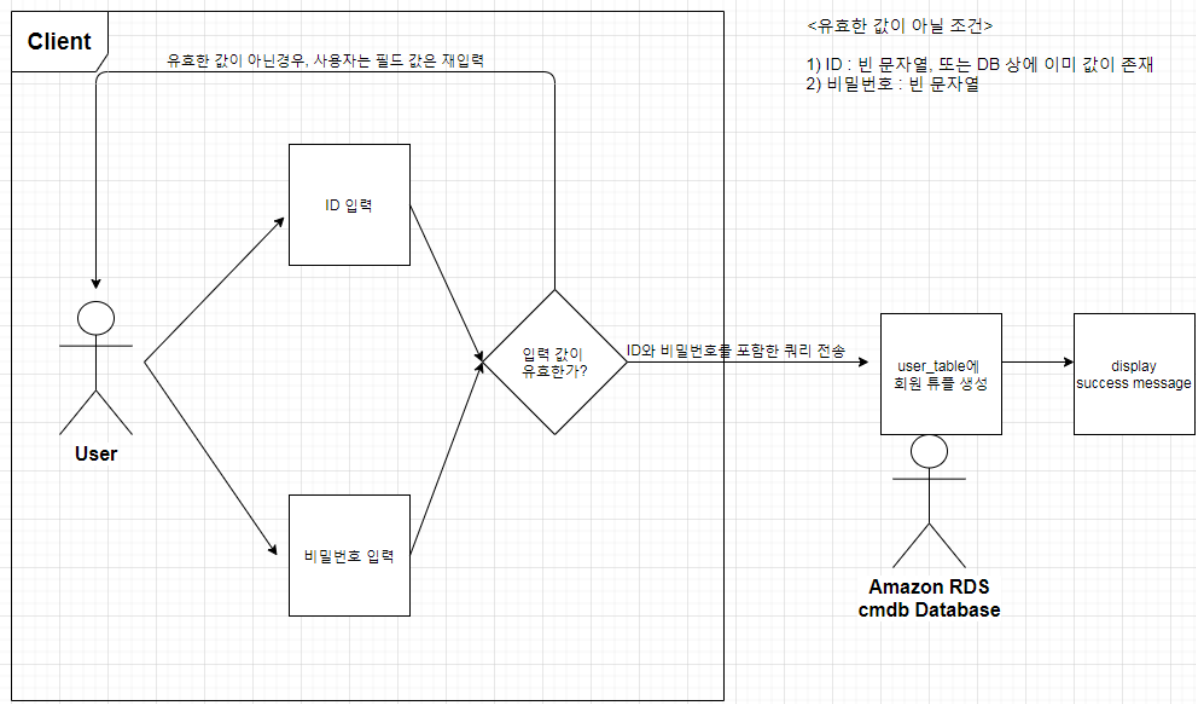 Client
<유효한 값이 아닐 조건>
1) ID : 빈 문자열, 또는 DB 상에 이미 값이 존재
2) 비밀번호 : 빈 문자열
유효한 값이 아닌경우, 사용자는 필드 값은 재입력
ID 입력
입력 값이
유효한가?
ID와 비밀번호를 포함한 쿼리 전송
user_table에
회원 튜플 생성
display
success message
User
비밀번호 입력
Amazon RDS
cmdb Database